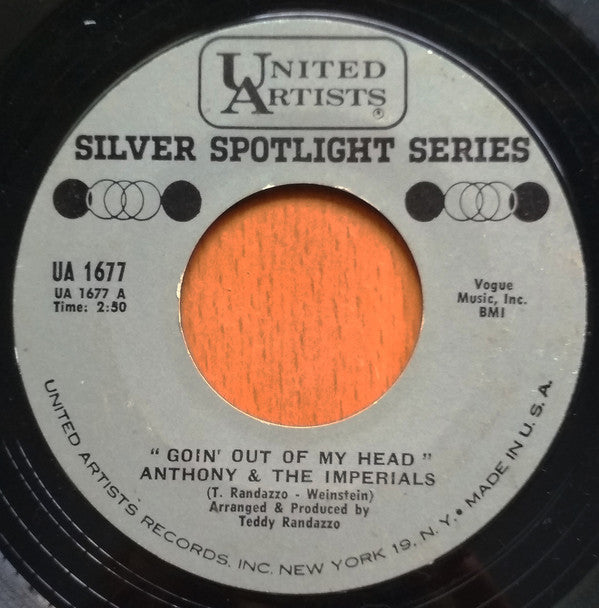 UNITED
ARTISTS
®
SILVER SPOTLIGHT SERIES
UA 1677
UA 1677 A
Time: 2:50
Vogue
Music, Inc.
BMI
"GOIN' OUT OF MY HEAD"
ANTHONY & THE IMPERIALS
(T. Randazzo - Weinstein)
Arranged & Produced by
Teddy Randazzo
UNITED ARTISTS RECORDS, INC. NEW YORK 19, N.Y. • MADE IN U.S.A.